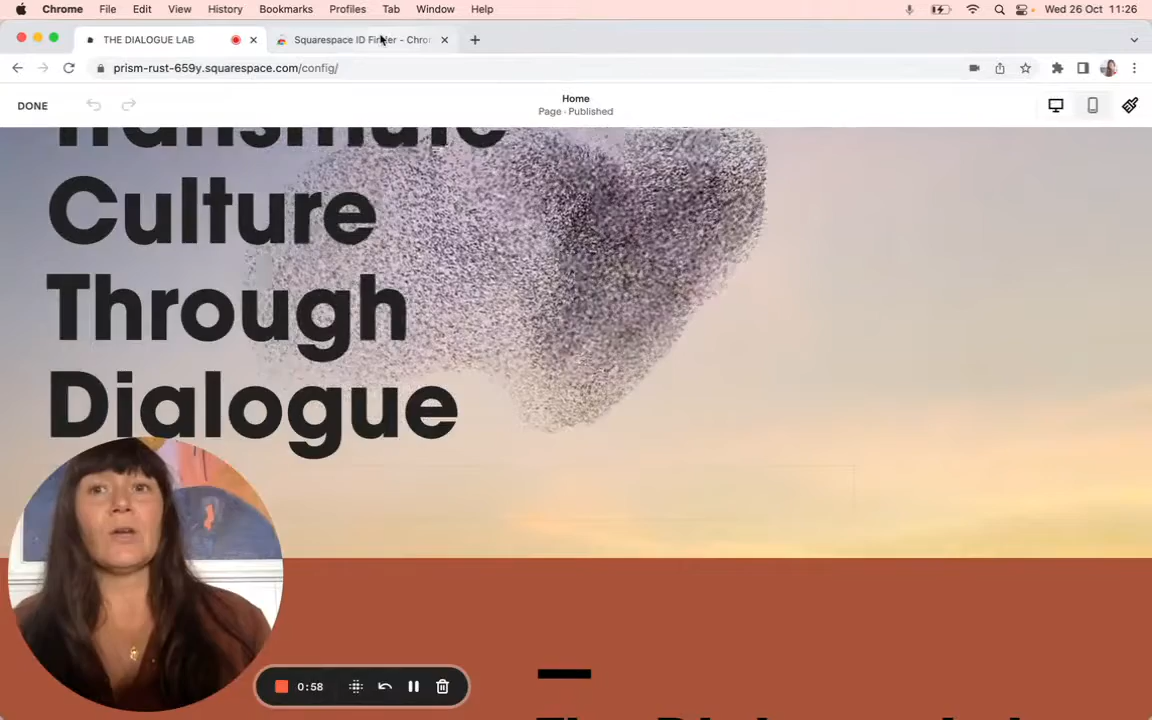 Chrome File Edit View History Bookmarks Profiles Tab Window Help Wed 26 Oct 11:26
THE DIALOGUE LAB Squarespace ID Finder - Chro
prism-rust-659y.squarespace.com/config/
DONE
Home
Page · Published
Transmute
Culture
Through
Dialogue
0:58